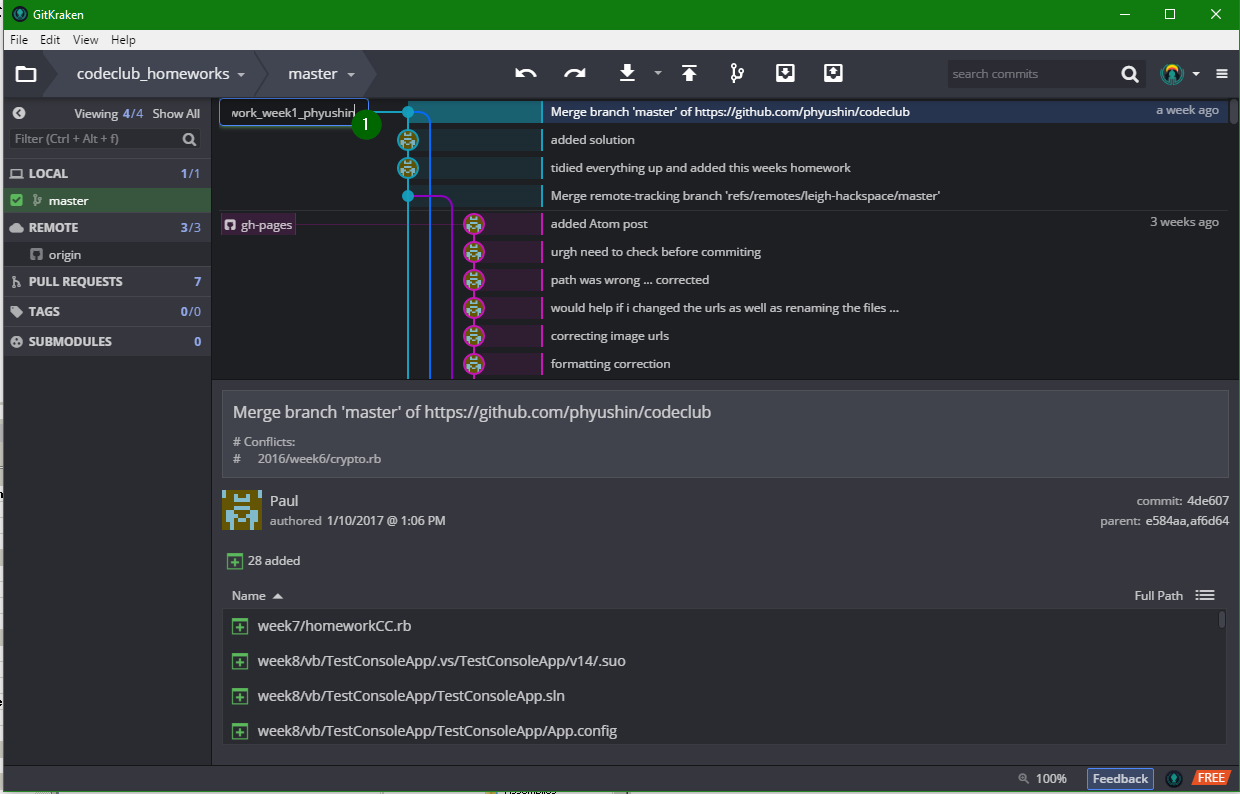 GitKraken
File Edit View Help
codeclub_homeworks master
search commits
Viewing 4/4 Show All
Filter (Ctrl + Alt + f)
LOCAL 1/1
master
REMOTE 3/3
origin
PULL REQUESTS 7
TAGS 0/0
SUBMODULES 0
work_week1_phyushin
1
Merge branch 'master' of https://github.com/phyushin/codeclub a week ago
added solution
tidied everything up and added this weeks homework
Merge remote-tracking branch 'refs/remotes/leigh-hackspace/master'
gh-pages added Atom post 3 weeks ago
urgh need to check before commiting
path was wrong ... corrected
would help if i changed the urls as well as renaming the files ...
correcting image urls
formatting correction
Merge branch 'master' of https://github.com/phyushin/codeclub
# Conflicts:
# 2016/week6/crypto.rb
Paul
authored 1/10/2017 @ 1:06 PM
commit: 4de607
parent: e584aa,af6d64
28 added
Name Full Path
week7/homeworkCC.rb
week8/vb/TestConsoleApp/.vs/TestConsoleApp/v14/.suo
week8/vb/TestConsoleApp/TestConsoleApp.sln
week8/vb/TestConsoleApp/TestConsoleApp/App.config
100% Feedback FREE